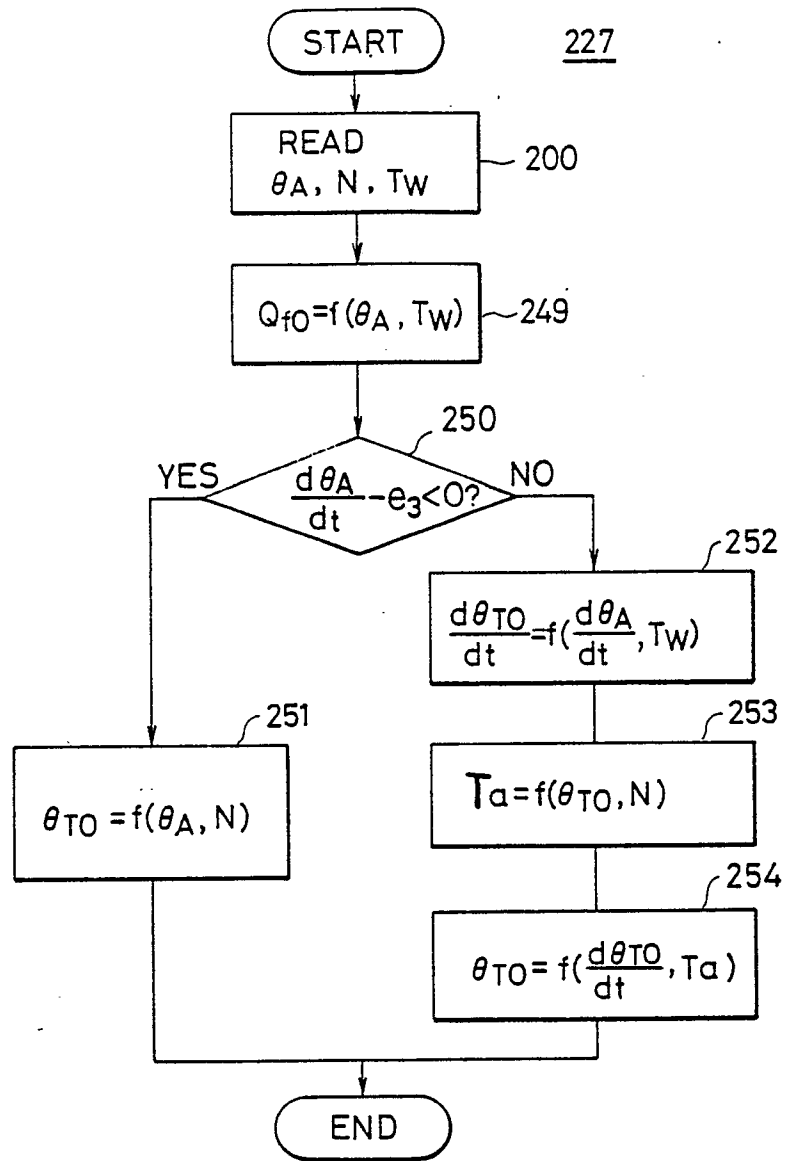 START
227
READ
θA, N, TW
200
Qf0=f(θA, TW)
249
250
YES
dθA/dt -e3<0?
NO
252
dθTO/dt=f(dθA/dt, TW)
251
θTO=f(θA, N)
253
Ta=f(θTO, N)
254
θTO=f(dθTO/dt, Ta)
END